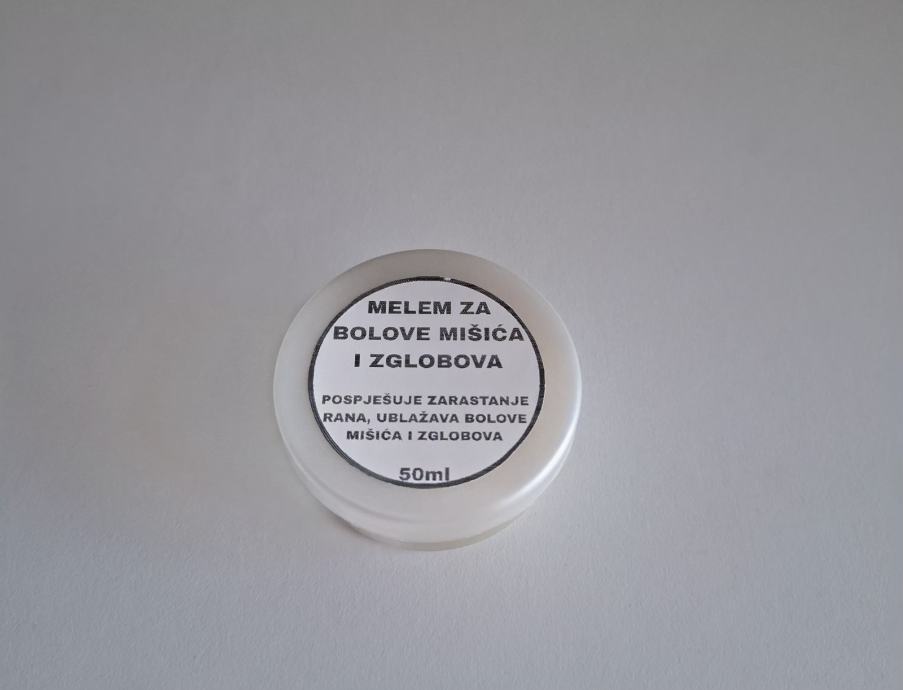 MELEM ZA
BOLOVE MIŠIĆA
I ZGLOBOVA
POSPJEŠUJE ZARASTANJE
RANA, UBLAŽAVA BOLOVE
MIŠIĆA I ZGLOBOVA
50ml